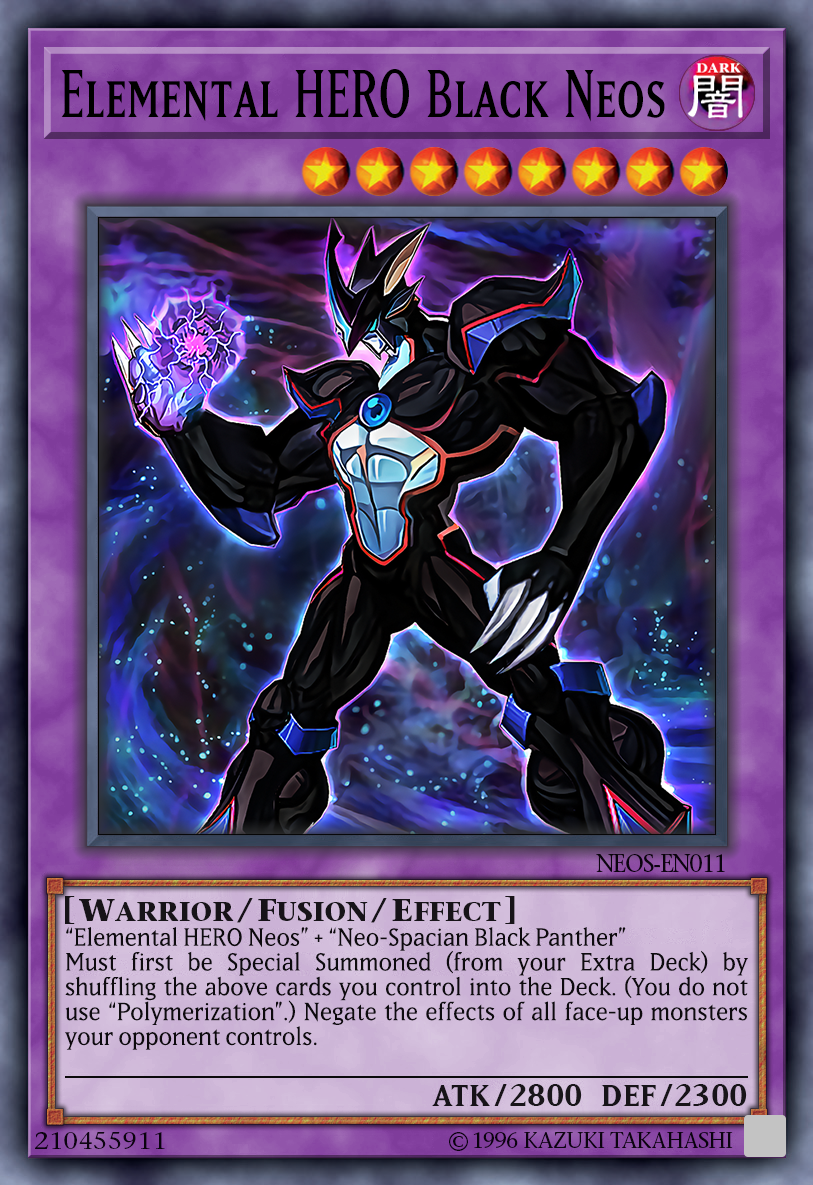 Elemental HERO Black Neos
DARK
闇
NEOS-EN011
[Warrior/Fusion/Effect]
“Elemental HERO Neos” + “Neo-Spacian Black Panther”
Must first be Special Summoned (from your Extra Deck) by
shuffling the above cards you control into the Deck. (You do not
use “Polymerization”.) Negate the effects of all face-up monsters
your opponent controls.
ATK/2800 DEF/2300
210455911
© 1996 KAZUKI TAKAHASHI